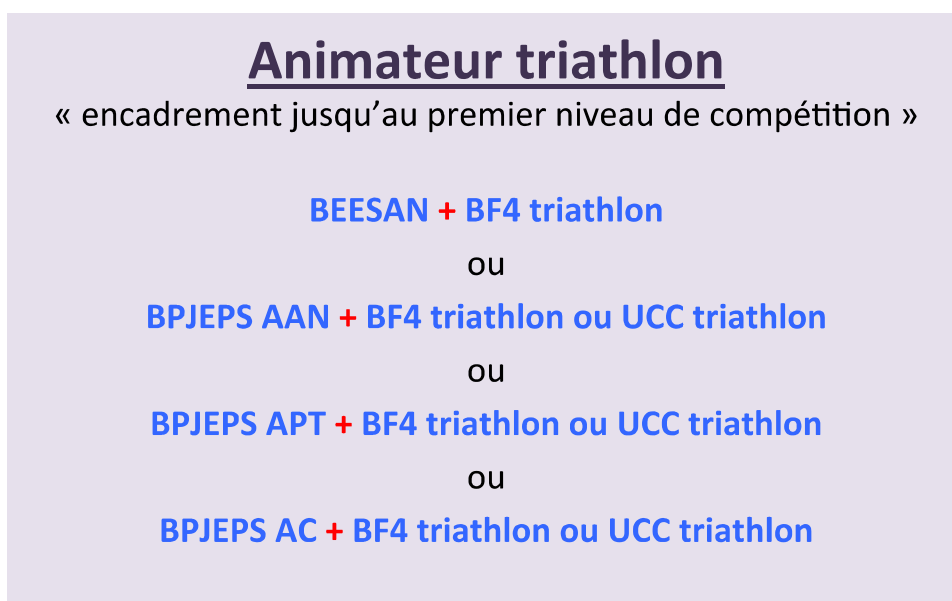 Animateur triathlon
« encadrement jusqu’au premier niveau de compétition »
BEESAN + BF4 triathlon
ou
BPJEPS AAN + BF4 triathlon ou UCC triathlon
ou
BPJEPS APT + BF4 triathlon ou UCC triathlon
ou
BPJEPS AC + BF4 triathlon ou UCC triathlon